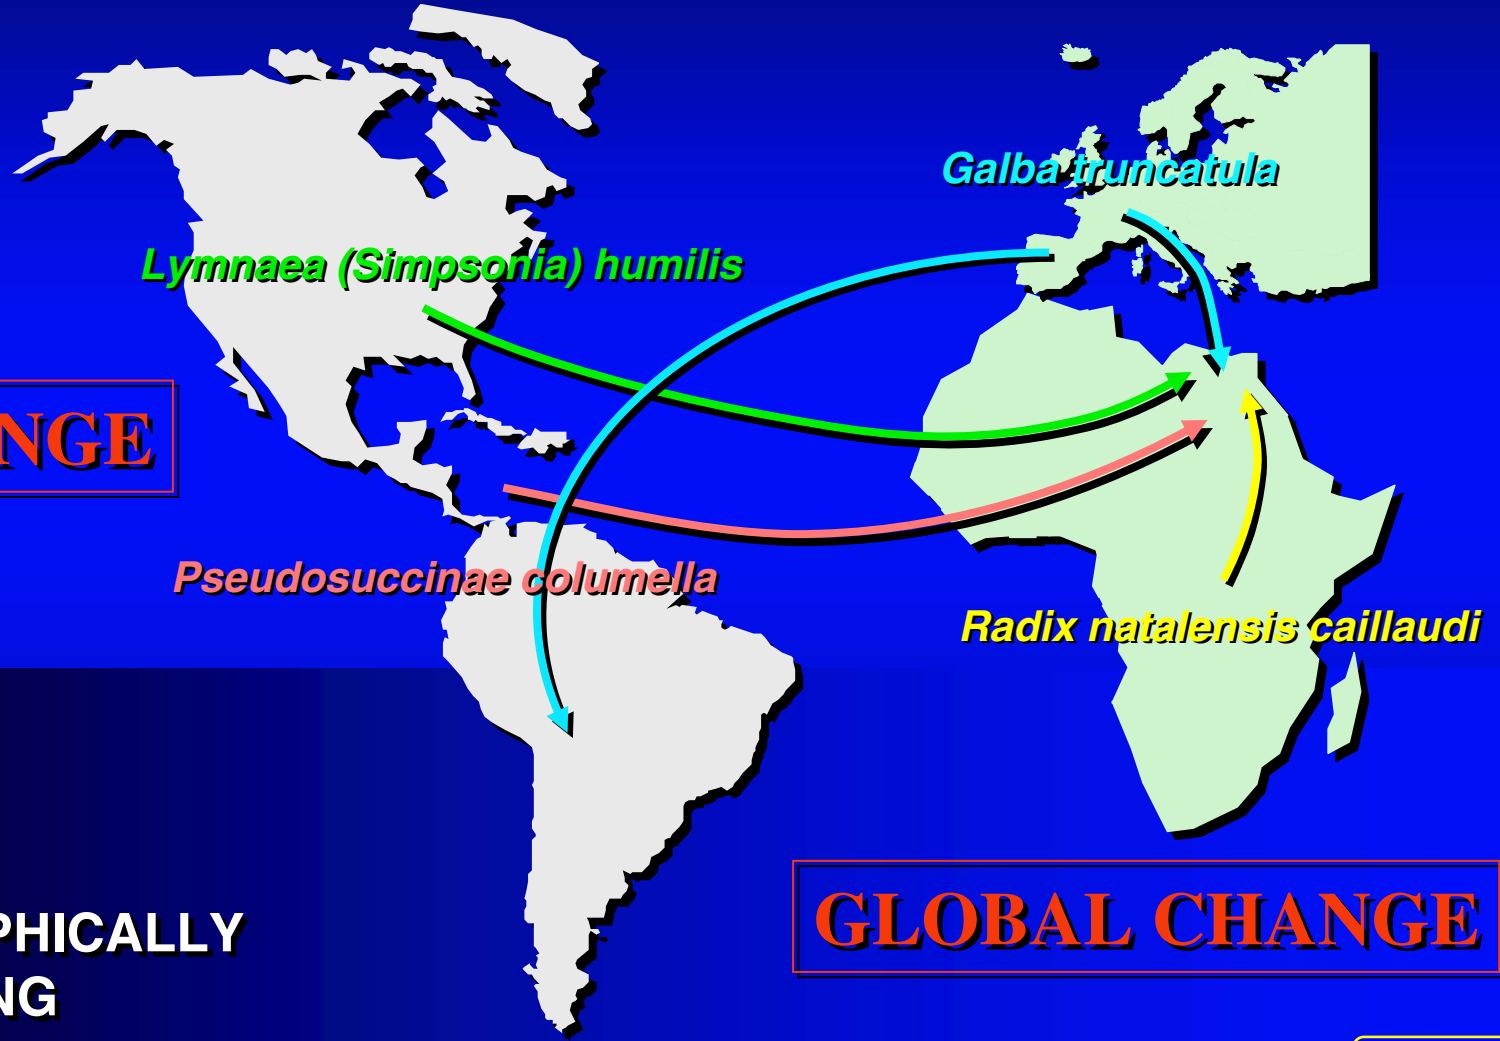 Galba truncatula
Lymnaea (Simpsonia) humilis
NGE
Pseudosuccinae columella
Radix natalensis caillaudi
GLOBAL CHANGE
PHICALLY
NG